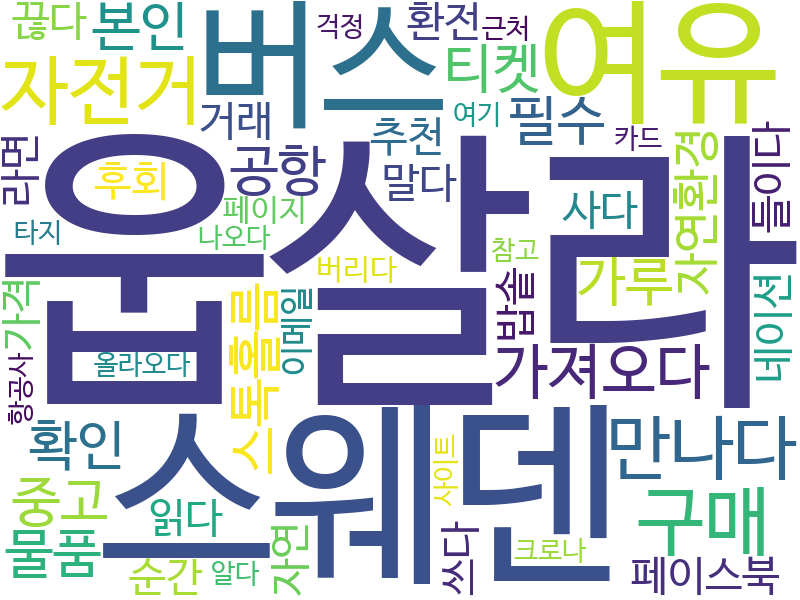 끊다
본인
걱정
환전
근처
버스
여유
자전거
티켓
거래
여기
필수
카드
추천
라면
후회
공항
말다
자연환경
들이다
웁살라
페이지
사다
타지
나오다
참고
버리다
가루
가격
스톡홀름
이메일
밥솥
네이션
올라오다
항공사
가져오다
스웨덴
확인
만나다
사이트
중고
읽다
구매
물품
자연
쓰다
크로나
순간
알다
페이스북